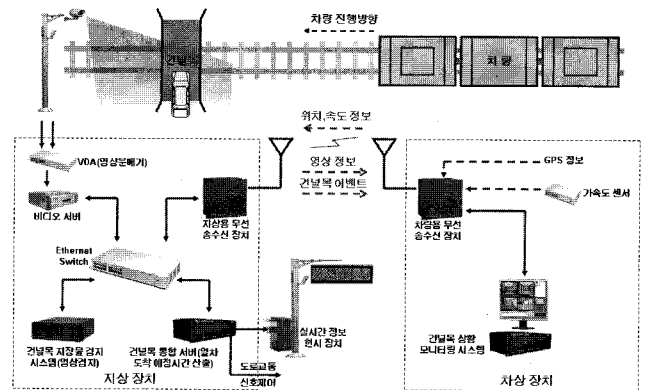 차량 진행방향
건널목
차 량
위치,속도 정보
영상 정보
건널목 이벤트
VDA(영상분배기)
비디오 서버
지상용 무선
송수신 장치
Ethernet
Switch
건널목 지장물 검지
시스템(영상검지)
건널목 통합 서버(열차
도착 예정시간 산출)
실시간 정보
현시 장치
도로교통
신호제어
지상 장치
GPS 정보
가속도 센서
차량용 무선
송수신 장치
건널목 상황
모니터링 시스템
차상 장치